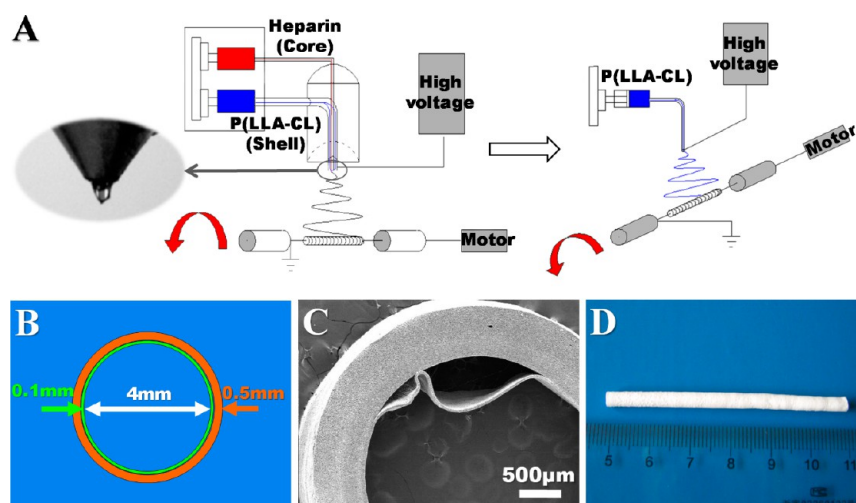 A
Heparin
(Core)
High
voltage
P(LLA-CL)
(Shell)
Motor
P(LLA-CL)
High
voltage
Motor
B
0.1mm
4mm
0.5mm
C
500μm
D
5 6 7 8 9 10 11